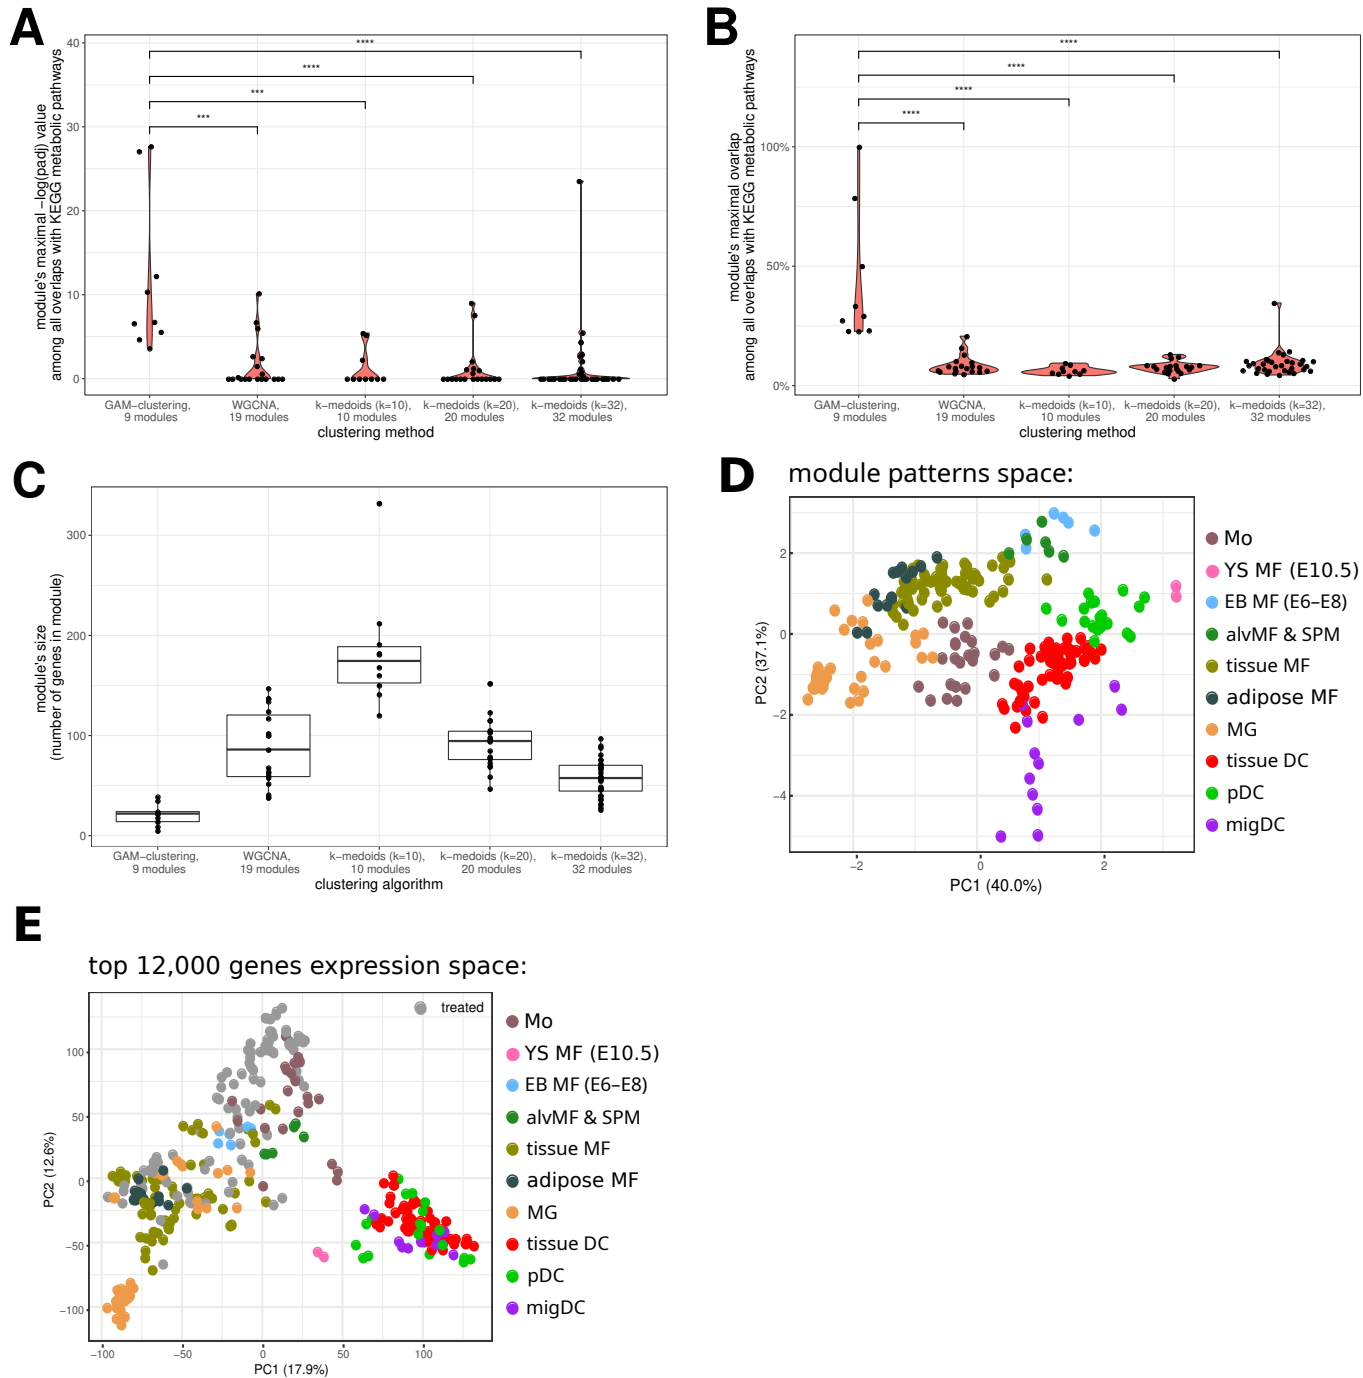 A
module's maximal −log(padj) value
among all overlaps with KEGG metabolic pathways
40
30
20
10
0
****
****
***
***
GAM−clustering,
9 modules
WGCNA,
19 modules
k−medoids (k=10),
10 modules
k−medoids (k=20),
20 modules
k−medoids (k=32),
32 modules
clustering method
B
module's maximal overlap
among all overlaps with KEGG metabolic pathways
100%
50%
0%
****
****
****
****
GAM−clustering,
9 modules
WGCNA,
19 modules
k−medoids (k=10),
10 modules
k−medoids (k=20),
20 modules
k−medoids (k=32),
32 modules
clustering method
C
module's size
(number of genes in module)
300
200
100
0
GAM−clustering,
9 modules
WGCNA,
19 modules
k−medoids (k=10),
10 modules
k−medoids (k=20),
20 modules
k−medoids (k=32),
32 modules
clustering algorithm
D
module patterns space:
PC2 (37.1%)
2
0
−2
−4
−2
0
2
PC1 (40.0%)
Mo
YS MF (E10.5)
EB MF (E6–E8)
alvMF & SPM
tissue MF
adipose MF
MG
tissue DC
pDC
migDC
E
top 12,000 genes expression space:
treated
PC2 (12.6%)
100
50
0
−50
−100
−100
−50
0
50
100
PC1 (17.9%)
Mo
YS MF (E10.5)
EB MF (E6–E8)
alvMF & SPM
tissue MF
adipose MF
MG
tissue DC
pDC
migDC